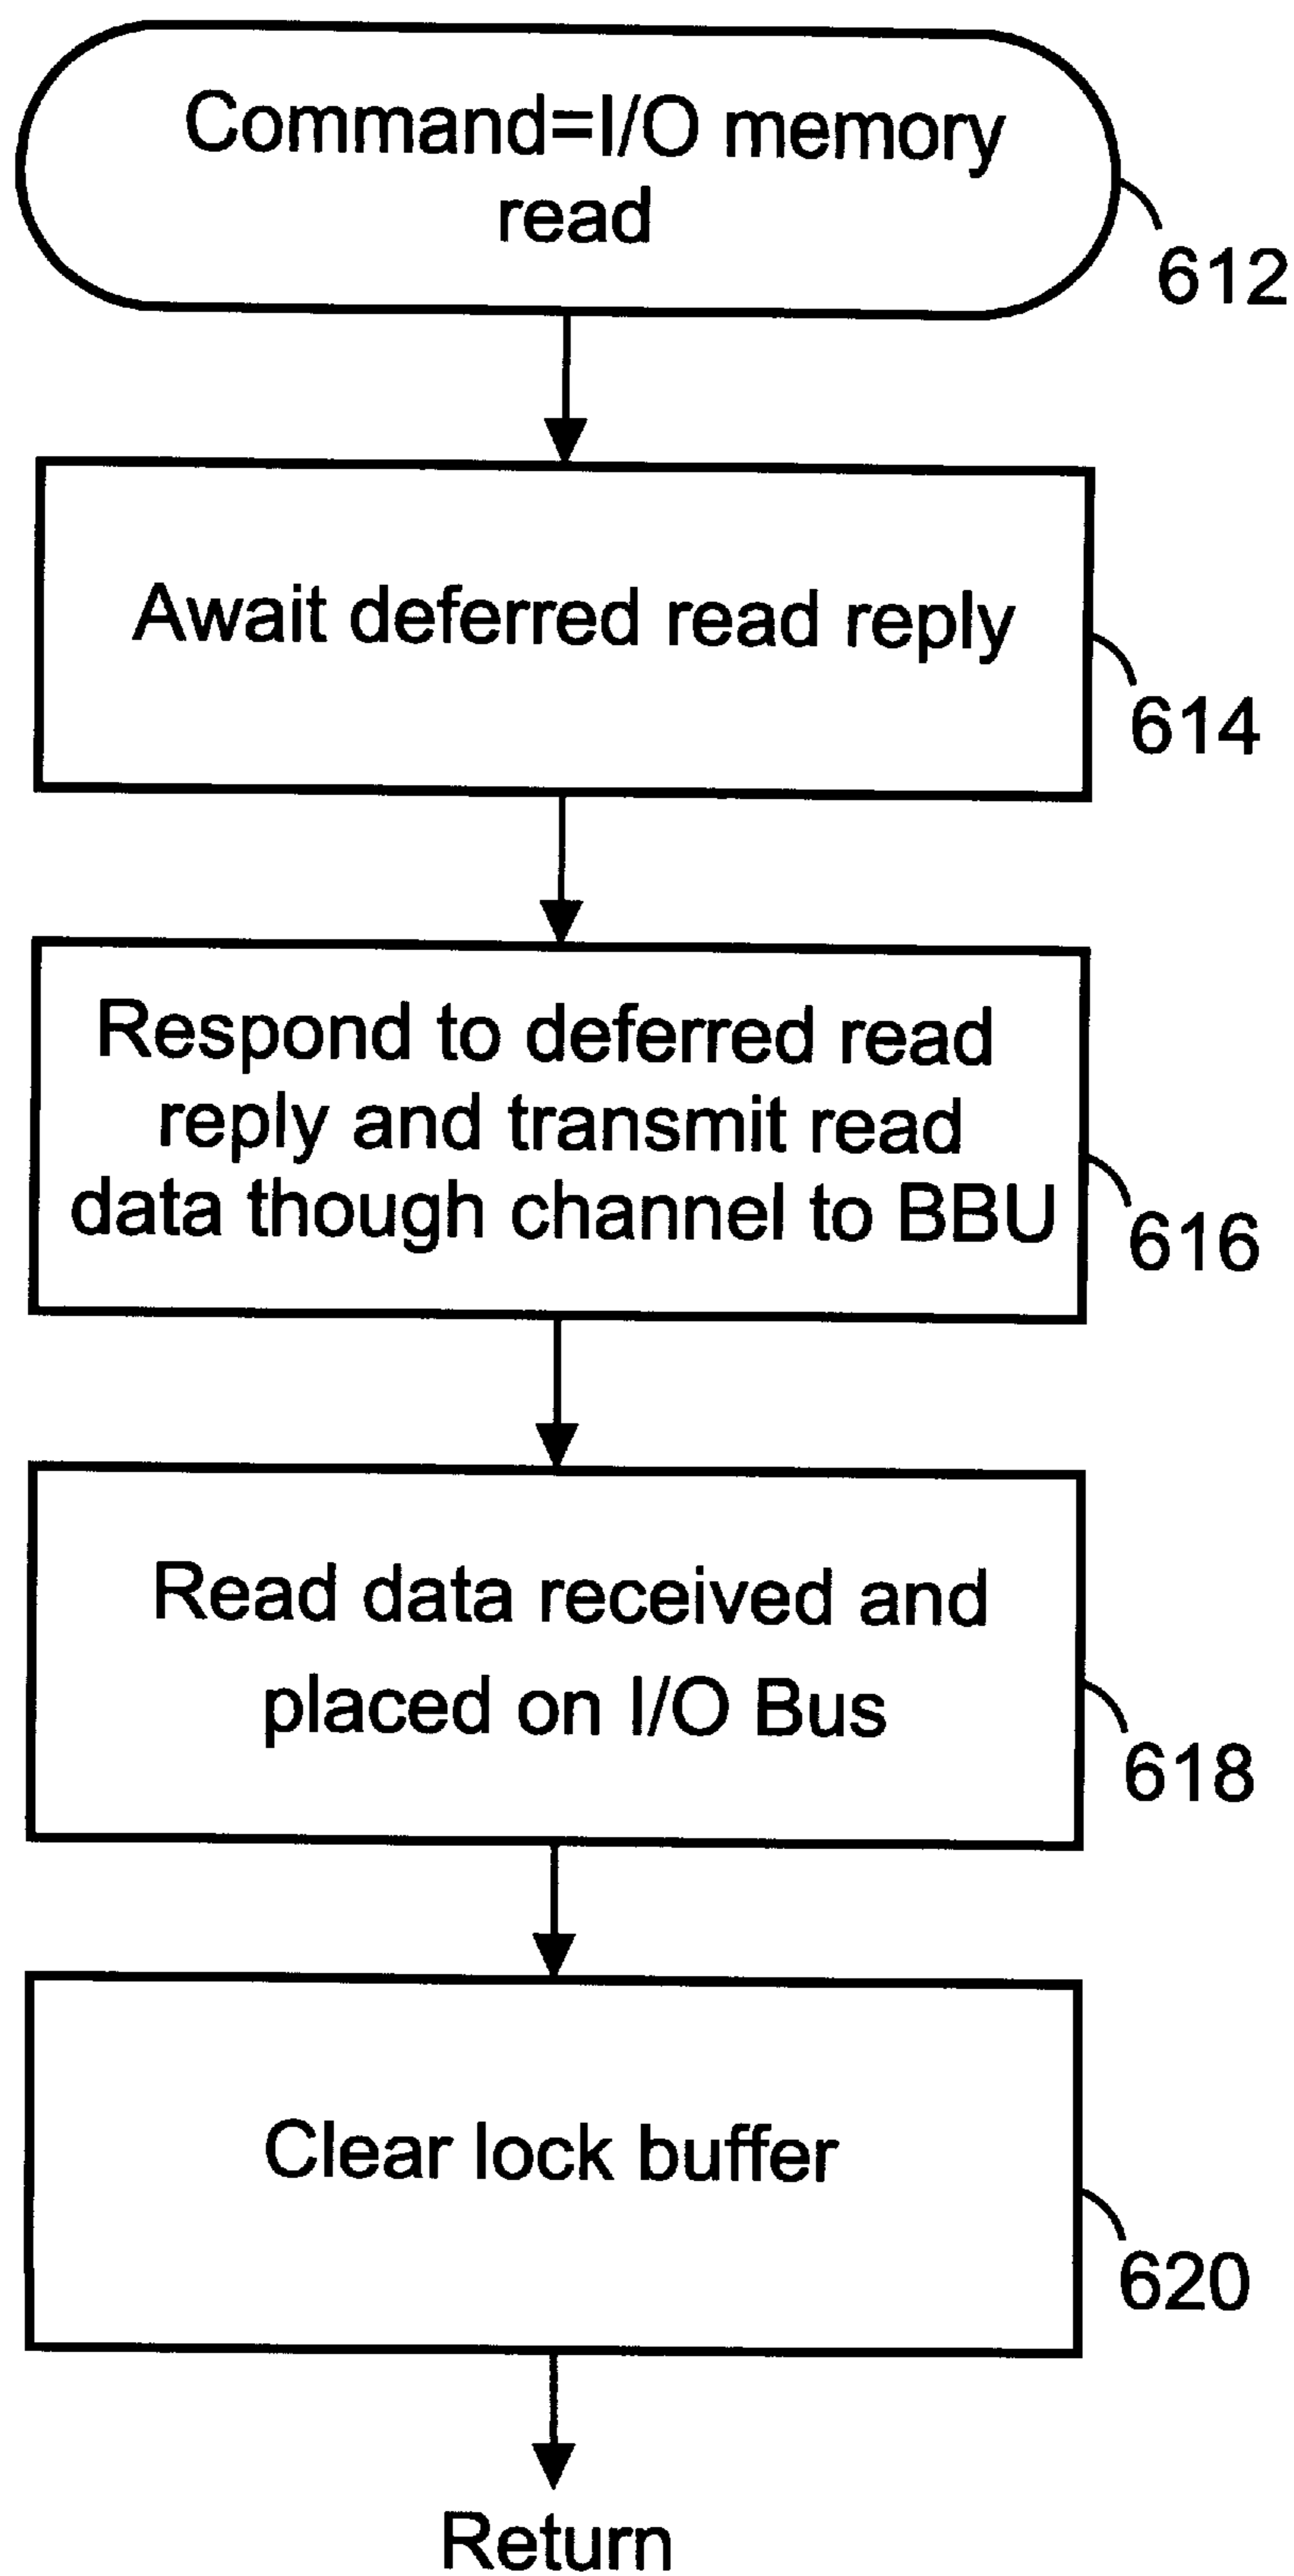 Command=I/O memory
read
612
Await deferred read reply
614
Respond to deferred read
reply and transmit read
data though channel to BBU
616
Read data received and
placed on I/O Bus
618
Clear lock buffer
620
Return